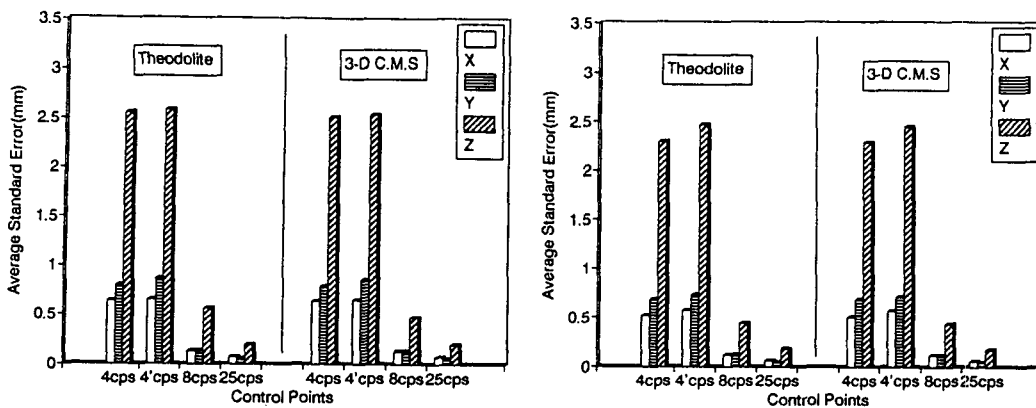 3.5
3
2.5
2
1.5
1
0.5
0
Average Standard Error(mm)
Theodolite
3-D C.M.S
X
Y
Z
4cps 4'cps 8cps 25cps
4cps 4'cps 8cps 25cps
Control Points
3.5
3
2.5
2
1.5
1
0.5
0
Average Standard Error(mm)
Theodolite
3-D C.M.S
X
Y
Z
4cps 4'cps 8cps 25cps
4cps 4'cps 8cps 25cps
Control Points